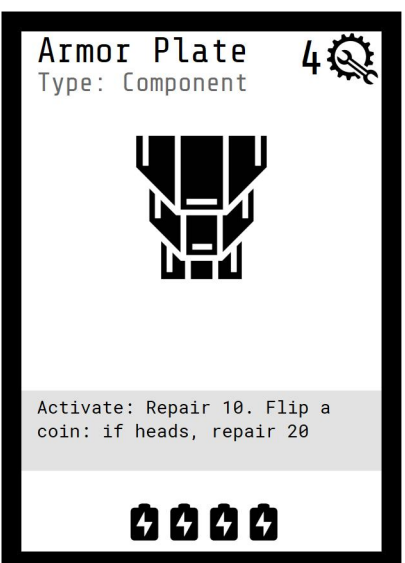 Armor Plate
4
Type: Component
Activate: Repair 10. Flip a
coin: if heads, repair 20